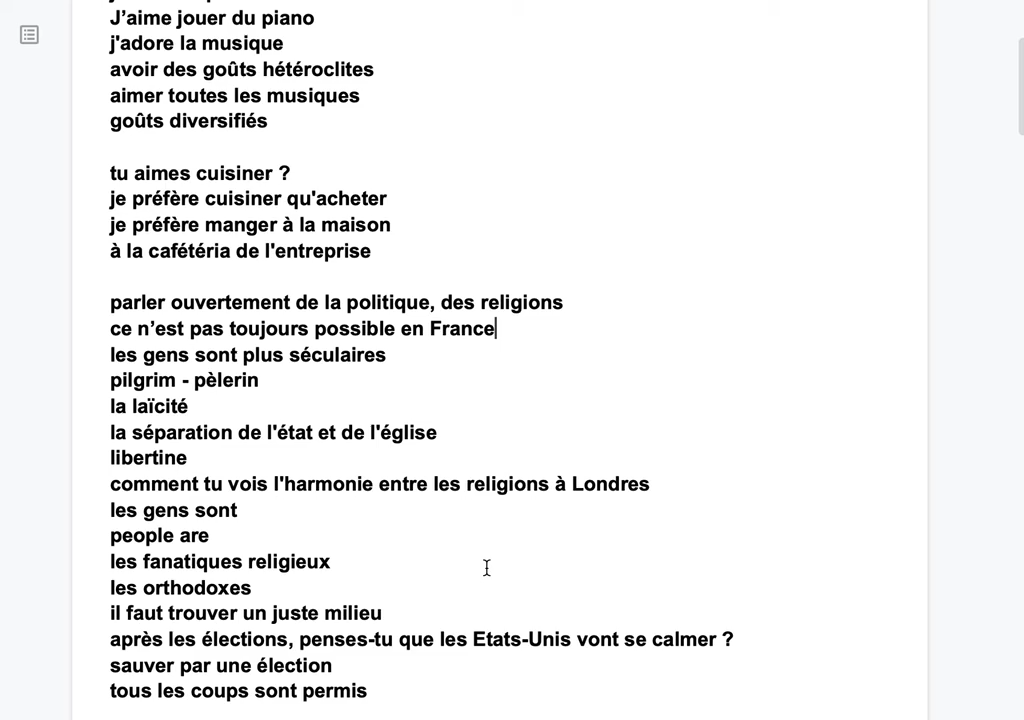 J’aime jouer du piano
j'adore la musique
avoir des goûts hétéroclites
aimer toutes les musiques
goûts diversifiés
tu aimes cuisiner ?
je préfère cuisiner qu'acheter
je préfère manger à la maison
à la cafétéria de l'entreprise
parler ouvertement de la politique, des religions
ce n’est pas toujours possible en France
les gens sont plus séculaires
pilgrim - pèlerin
la laïcité
la séparation de l'état et de l'église
libertine
comment tu vois l'harmonie entre les religions à Londres
les gens sont
people are
les fanatiques religieux
les orthodoxes
il faut trouver un juste milieu
après les élections, penses-tu que les Etats-Unis vont se calmer ?
sauver par une élection
tous les coups sont permis